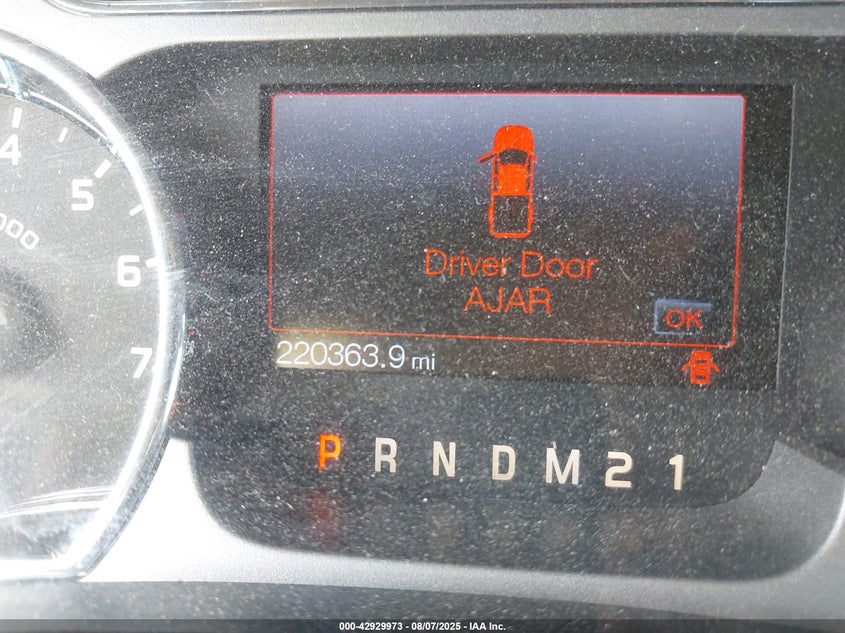 4
5
6
7
000
Driver Door
AJAR
OK
220363.9 mi
P R N D M 2 1
000-42929973 | 08/07/2025 - IAA Inc.